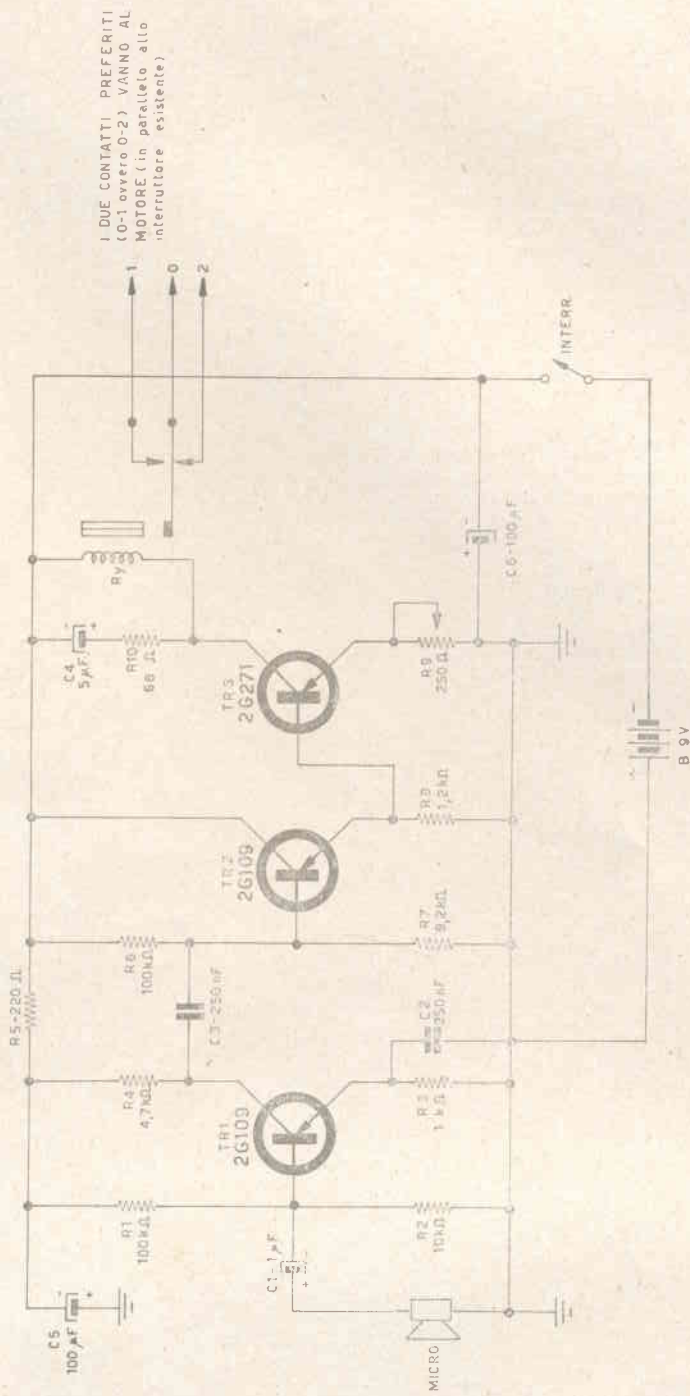 I DUE CONTATTI PREFERITI
(0-1 ovvero 0-2) VANNO AL
MOTORE (in parallelo allo
interruttore esistente)
1
0
2
INTERR.
Ry
C4
5µF
-
+
R10
68 Ω
TR3
2G271
R9
250Ω
+
-
C6-100µF
-
B 9V
TR2
2G109
R8
1,2kΩ
R6
100kΩ
R7
8,2kΩ
R5-220Ω
C3-250nF
C2
250nF
R4
4,7kΩ
TR1
2G109
R3
1 kΩ
R1
100kΩ
R2
10kΩ
C1-1µF
+
C5
100µF
-
+
MICRO